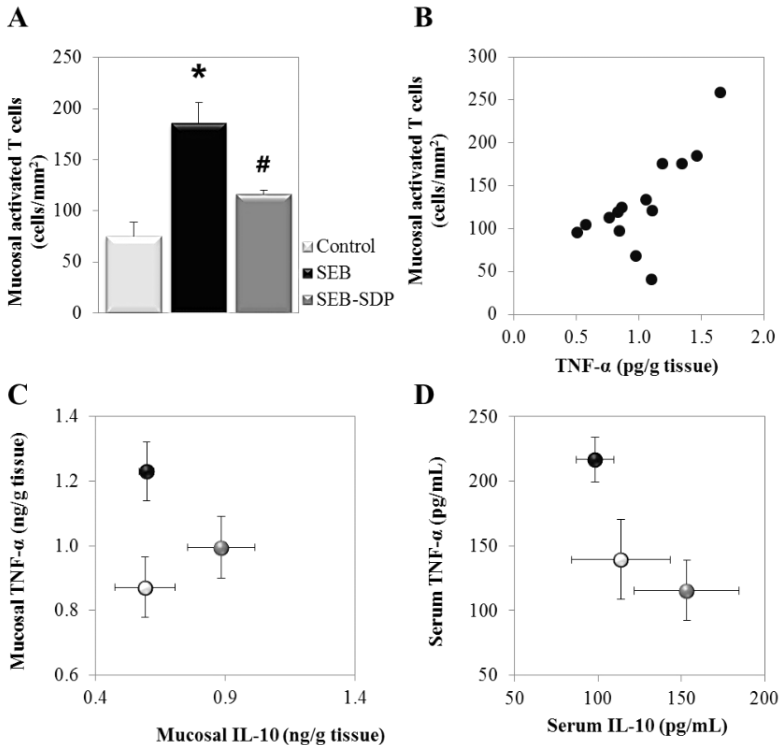 A
Mucosal activated T cells
(cells/mm²)
250
200
150
100
50
0
*
#
Control
SEB
SEB-SDP
B
Mucosal activated T cells
(cells/mm²)
300
250
200
150
100
50
0
0.0 0.5 1.0 1.5 2.0
TNF-α (pg/g tissue)
C
Mucosal TNF-α (ng/g tissue)
1.4
1.2
1.0
0.8
0.6
0.4 0.9 1.4
Mucosal IL-10 (ng/g tissue)
D
Serum TNF-α (pg/mL)
250
200
150
100
50
50 100 150 200
Serum IL-10 (pg/mL)